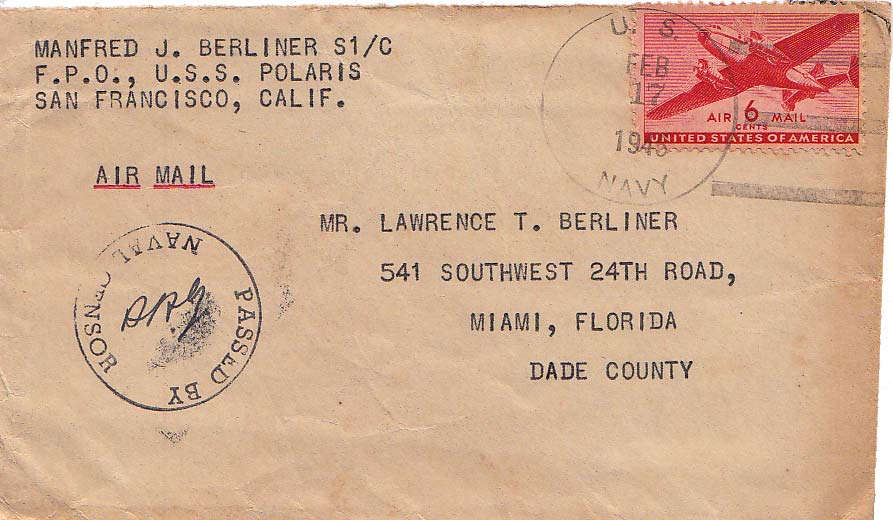 MANFRED J. BERLINER S1/C
F.P.O., U.S.S. POLARIS
SAN FRANCISCO, CALIF.
U. S.
FEB
17
NAVY
AIR 6 MAIL
CENTS
UNITED STATES OF AMERICA
AIR MAIL
MR. LAWRENCE T. BERLINER
541 SOUTHWEST 24TH ROAD,
MIAMI, FLORIDA
DADE COUNTY
PASSED BY
NAVAL CENSOR